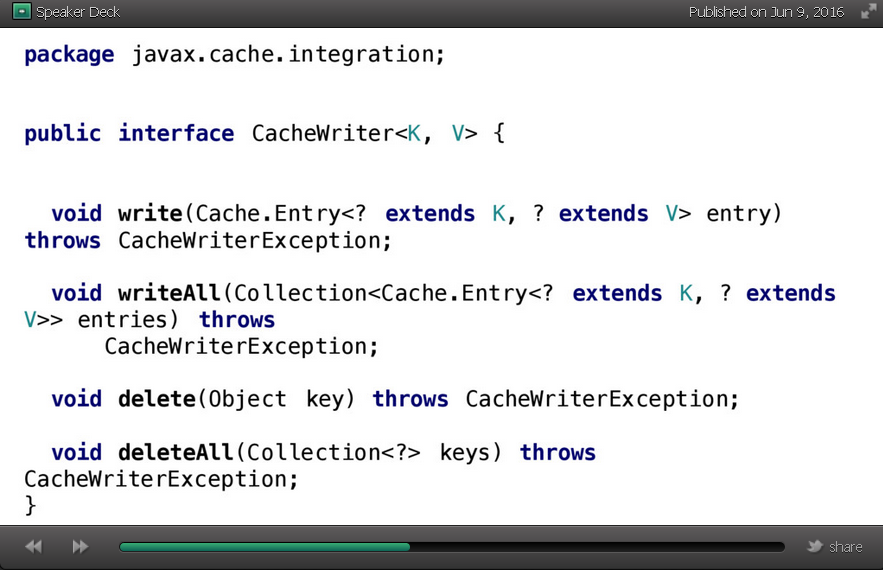 Speaker Deck
Published on Jun 9, 2016
package javax.cache.integration;
public interface CacheWriter<K, V> {
void write(Cache.Entry<? extends K, ? extends V> entry)
throws CacheWriterException;
void writeAll(Collection<Cache.Entry<? extends K, ? extends
V>> entries) throws
CacheWriterException;
void delete(Object key) throws CacheWriterException;
void deleteAll(Collection<?> keys) throws
CacheWriterException;
}
share